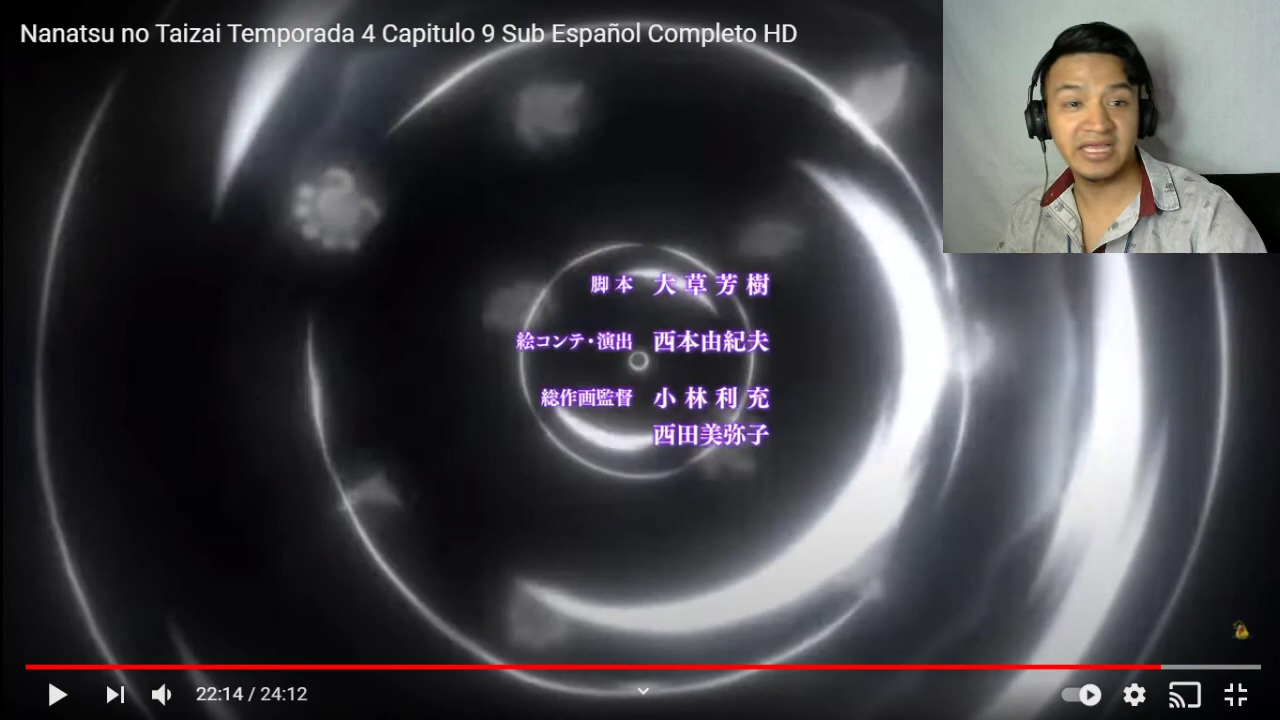 Nanatsu no Taizai Temporada 4 Capitulo 9 Sub Español Completo HD
脚本 大草芳樹
絵コンテ・演出 西本由紀夫
総作画監督 小林利充
西田美弥子
22:14 / 24:12